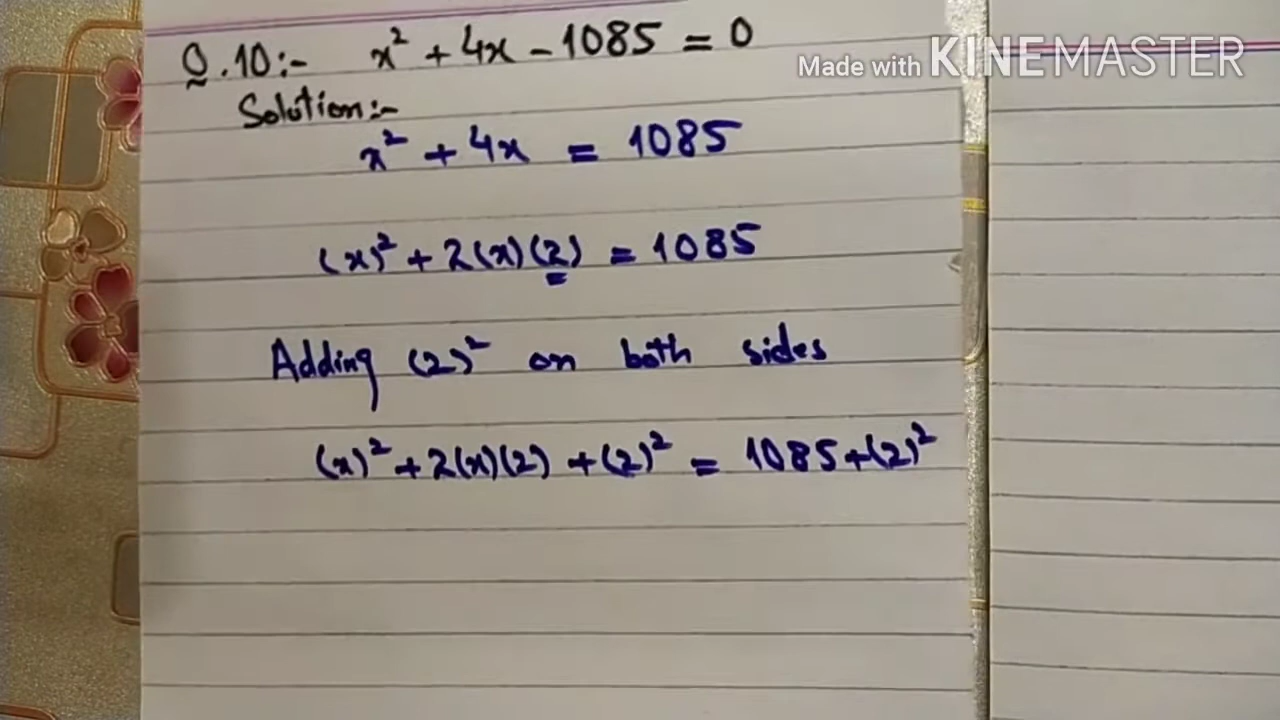 Q.10:- x² + 4x - 1085 = 0
Made with KINEMASTER
Solution:-
x² + 4x = 1085
(x)² + 2(x)(2) = 1085
Adding (2)² on both sides
(x)² + 2(x)(2) + (2)² = 1085 + (2)²